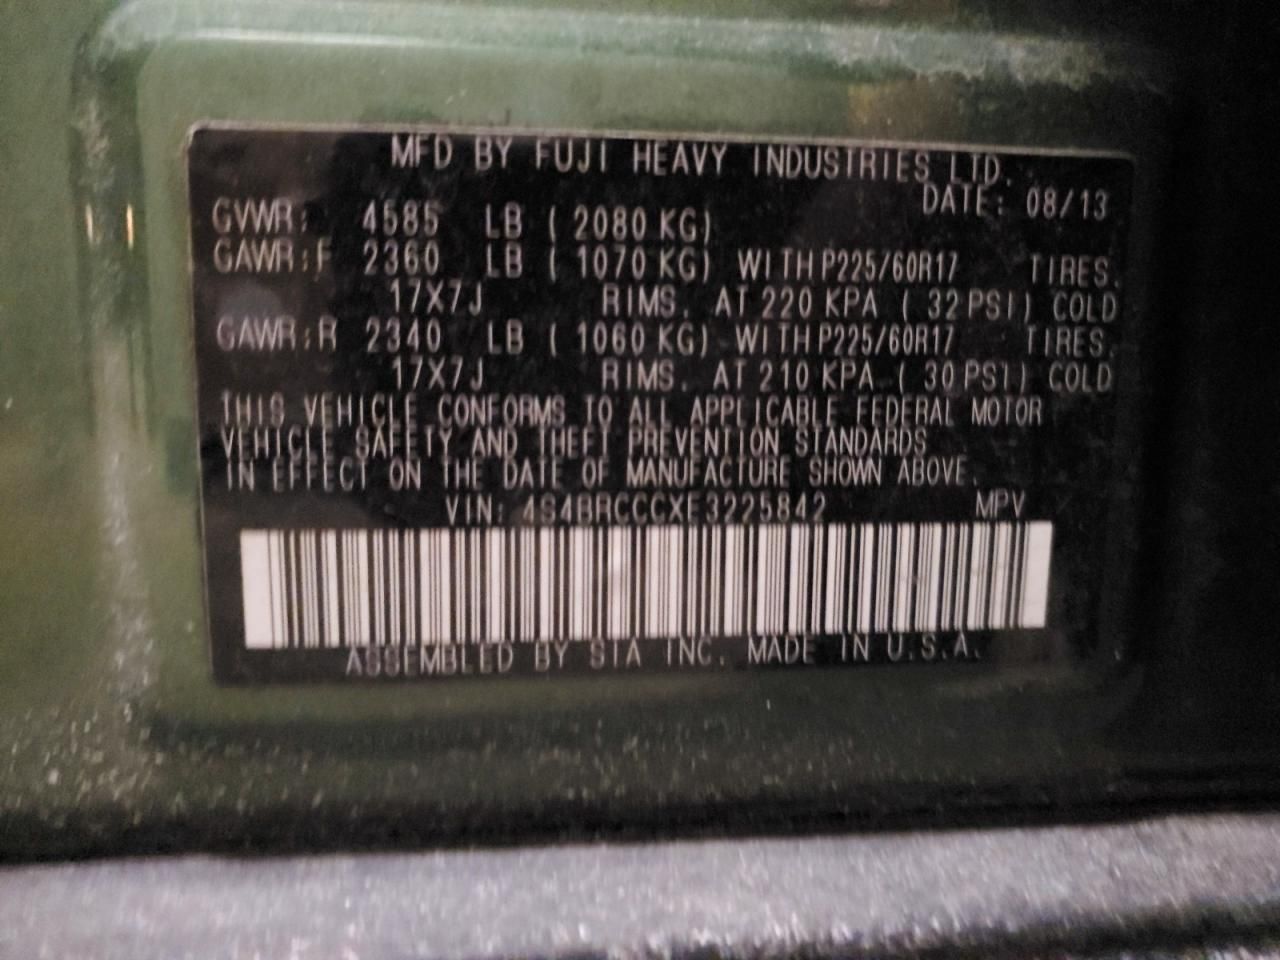 MFD BY FUJI HEAVY INDUSTRIES LTD.
DATE: 08/13
GVWR: 4585 LB ( 2080 KG)
GAWR:F 2360 LB ( 1070 KG) WITH P225/60R17 TIRES.
17X7J RIMS. AT 220 KPA ( 32 PSI) COLD
GAWR:R 2340 LB ( 1060 KG) WITH P225/60R17 TIRES.
17X7J RIMS. AT 210 KPA ( 30 PSI) COLD
THIS VEHICLE CONFORMS TO ALL APPLICABLE FEDERAL MOTOR
VEHICLE SAFETY AND THEFT PREVENTION STANDARDS
IN EFFECT ON THE DATE OF MANUFACTURE SHOWN ABOVE.
VIN: 4S4BRCCCXE3225842 MPV
ASSEMBLED BY SIA INC. MADE IN U.S.A.